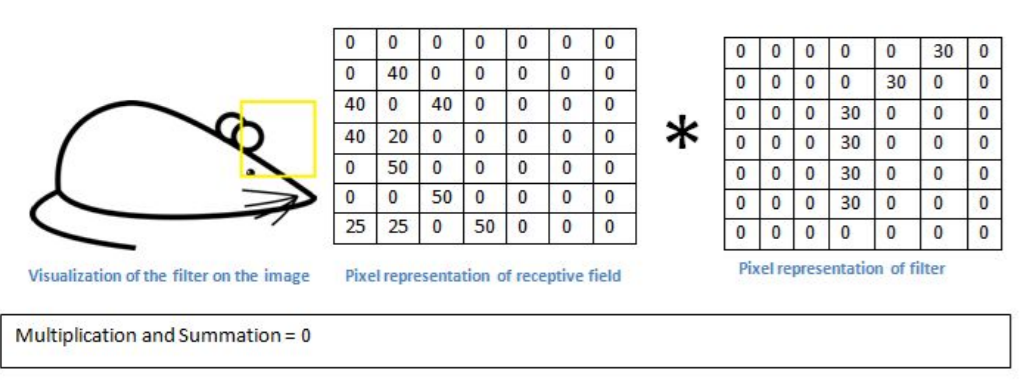 0 0 0 0 0 0 0
0 40 0 0 0 0 0
40 0 40 0 0 0 0
40 20 0 0 0 0 0
0 50 0 0 0 0 0
0 0 50 0 0 0 0
25 25 0 50 0 0 0
*
0 0 0 0 0 30 0
0 0 0 0 30 0 0
0 0 0 30 0 0 0
0 0 0 30 0 0 0
0 0 0 30 0 0 0
0 0 0 30 0 0 0
0 0 0 0 0 0 0
Visualization of the filter on the image
Pixel representation of receptive field
Pixel representation of filter
Multiplication and Summation = 0